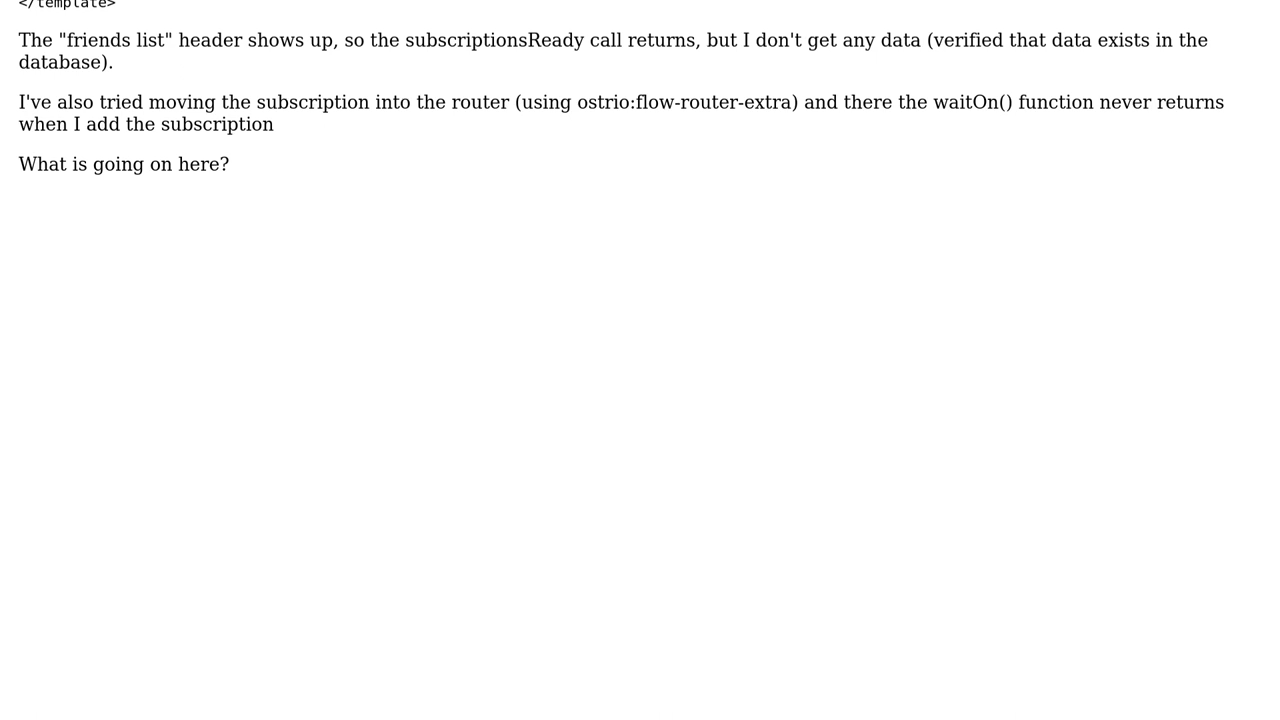 </template>
The "friends list" header shows up, so the subscriptionsReady call returns, but I don't get any data (verified that data exists in the
database).
I've also tried moving the subscription into the router (using ostrio:flow-router-extra) and there the waitOn() function never returns
when I add the subscription
What is going on here?